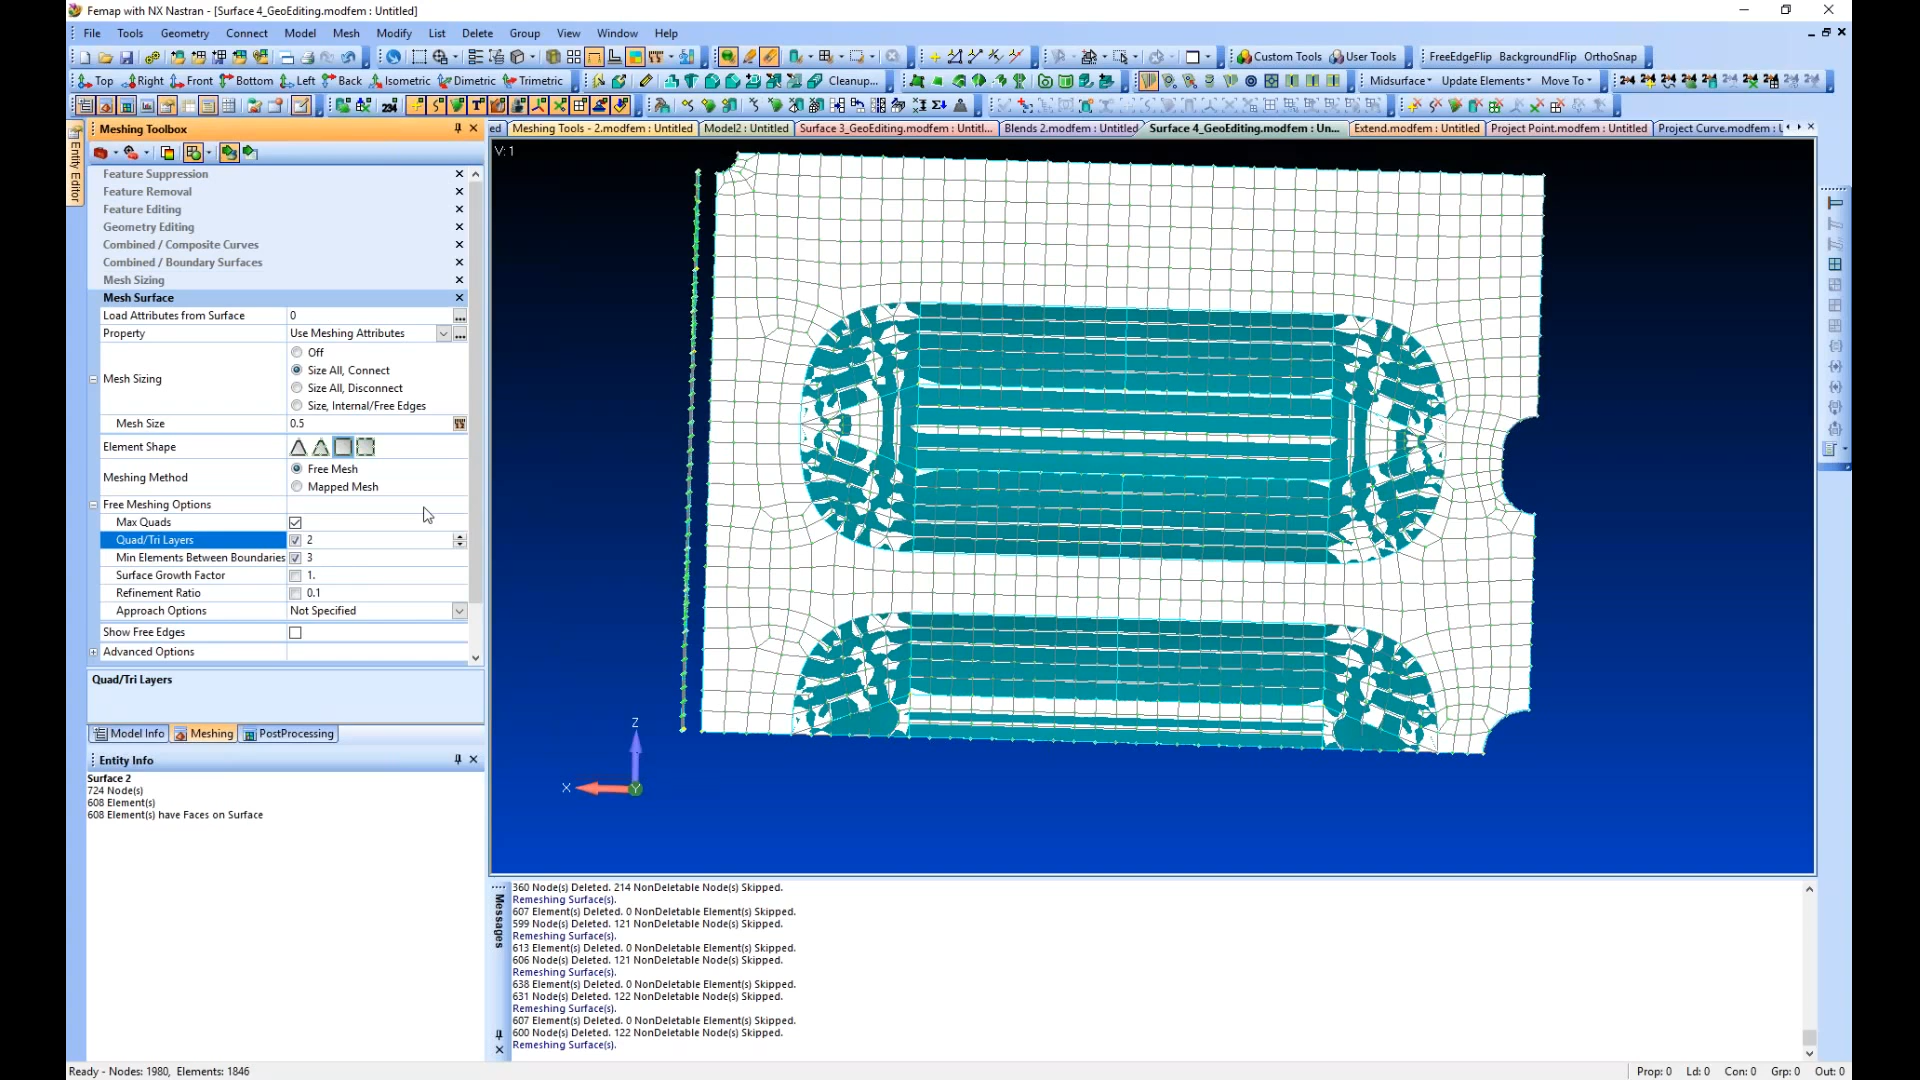 Femap with NX Nastran - [Surface 4_GeoEditing.modfem : Untitled]
File Tools Geometry Connect Model Mesh Modify List Delete Group View Window Help
Custom Tools User Tools FreeEdgeFlip BackgroundFlip OrthoSnap
Top Right Front Bottom Left Back Isometric Dimetric Trimetric Cleanup... Midsurface Update Elements Move To
234
Entity Editor
Meshing Toolbox
ed Meshing Tools - 2.modfem : Untitled Model2 : Untitled Surface 3_GeoEditing.modfem : Untitl... Blends 2.modfem : Untitled Surface 4_GeoEditing.modfem : Un... Extend.modfem : Untitled Project Point.modfem : Untitled Project Curve.modfem : U
V: 1
Feature Suppression
Feature Removal
Feature Editing
Geometry Editing
Combined / Composite Curves
Combined / Boundary Surfaces
Mesh Sizing
Mesh Surface
Load Attributes from Surface 0
Property Use Meshing Attributes
Off
Size All, Connect
Mesh Sizing
Size All, Disconnect
Size, Internal/Free Edges
Mesh Size 0.5
Element Shape
Free Mesh
Meshing Method
Mapped Mesh
Free Meshing Options
Max Quads
Quad/Tri Layers 2
Min Elements Between Boundaries 3
Surface Growth Factor 1.
Refinement Ratio 0.1
Approach Options Not Specified
Show Free Edges
Advanced Options
Quad/Tri Layers
Model Info Meshing PostProcessing
Z
X
Y
Entity Info
Surface 2
724 Node(s)
608 Element(s)
608 Element(s) have Faces on Surface
Messages
360 Node(s) Deleted. 214 NonDeletable Node(s) Skipped.
Remeshing Surface(s).
607 Element(s) Deleted. 0 NonDeletable Element(s) Skipped.
599 Node(s) Deleted. 121 NonDeletable Node(s) Skipped.
Remeshing Surface(s).
613 Element(s) Deleted. 0 NonDeletable Element(s) Skipped.
606 Node(s) Deleted. 121 NonDeletable Node(s) Skipped.
Remeshing Surface(s).
638 Element(s) Deleted. 0 NonDeletable Element(s) Skipped.
631 Node(s) Deleted. 122 NonDeletable Node(s) Skipped.
Remeshing Surface(s).
607 Element(s) Deleted. 0 NonDeletable Element(s) Skipped.
600 Node(s) Deleted. 122 NonDeletable Node(s) Skipped.
Remeshing Surface(s).
Ready - Nodes: 1980, Elements: 1846
Prop: 0 Ld: 0 Con: 0 Grp: 0 Out: 0